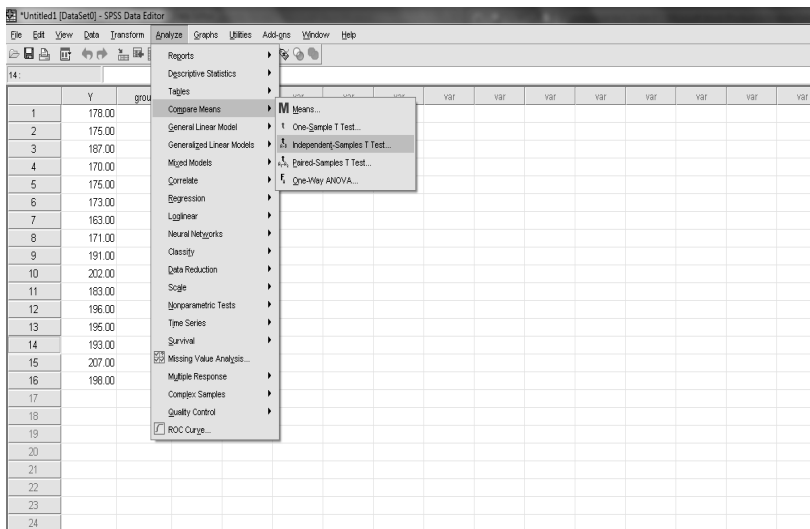 *Untitled1 [DataSet0] - SPSS Data Editor
File Edit View Data Transform Analyze Graphs Utilities Add-ons Window Help
14 :
Y grou var var var var var var var var
Reports
Descriptive Statistics
Tables
Compare Means
General Linear Model
Generalized Linear Models
Mixed Models
Correlate
Regression
Loglinear
Neural Networks
Classify
Data Reduction
Scale
Nonparametric Tests
Time Series
Survival
Missing Value Analysis...
Multiple Response
Complex Samples
Quality Control
ROC Curve...
M Means...
t One-Sample T Test...
Independent-Samples T Test...
Paired-Samples T Test...
One-Way ANOVA...
1 178.00
2 175.00
3 187.00
4 170.00
5 175.00
6 173.00
7 163.00
8 171.00
9 191.00
10 202.00
11 183.00
12 196.00
13 195.00
14 193.00
15 207.00
16 198.00
17
18
19
20
21
22
23
24